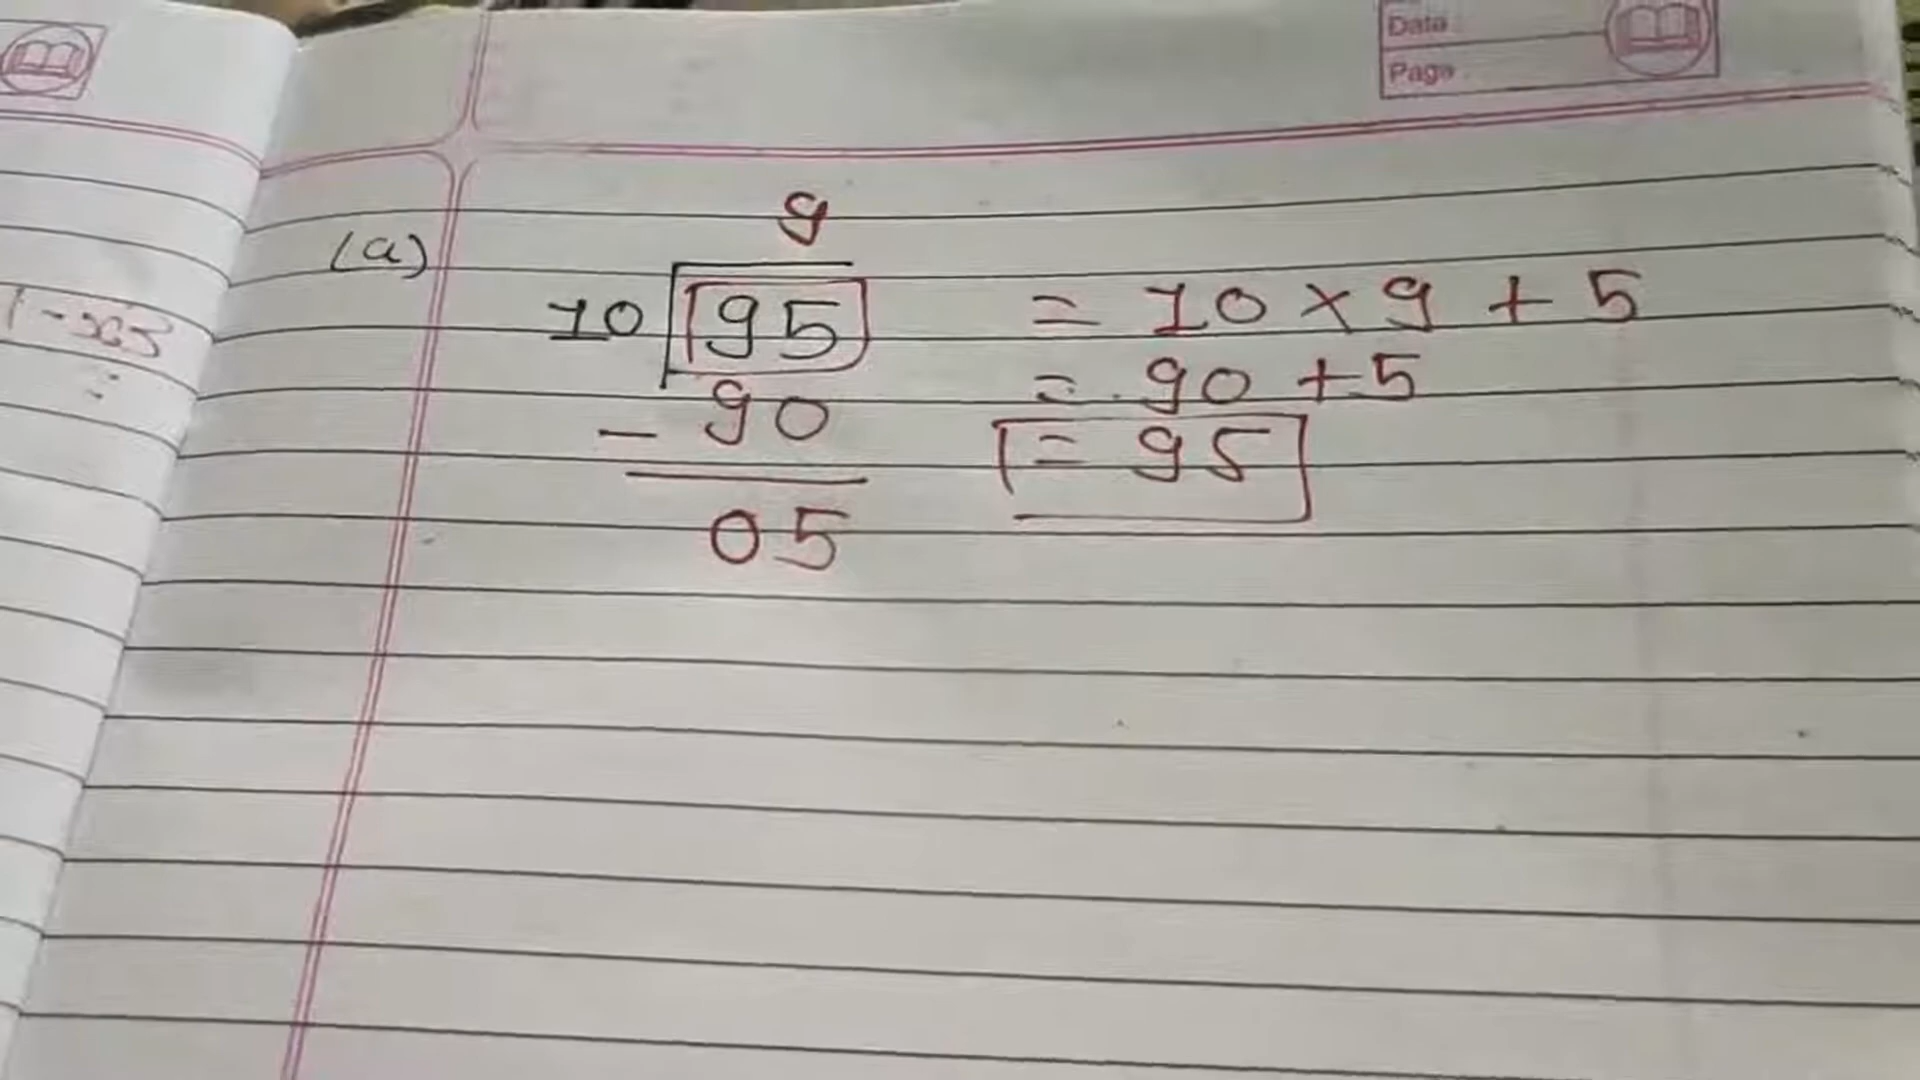 Date
Page
9
(a) 10 95 = 10 × 9 + 5
- 90 = 90 + 5
= 95
05